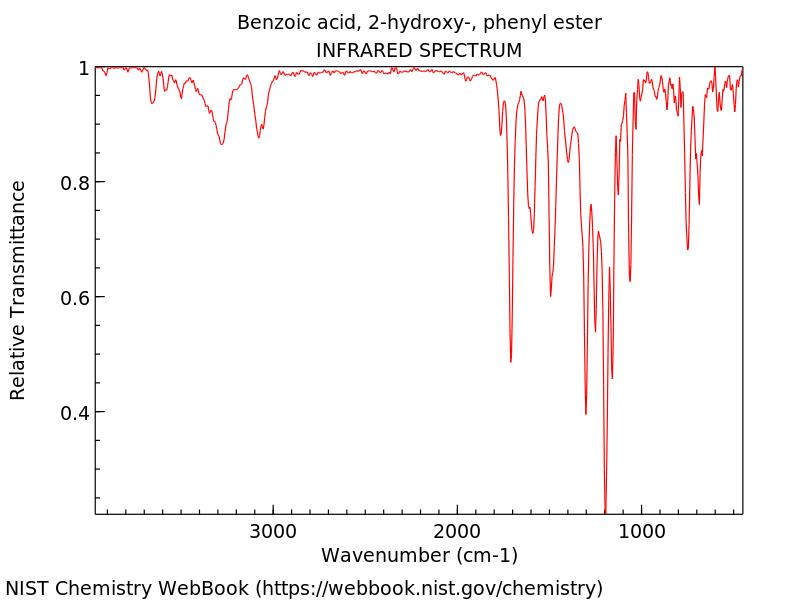 Benzoic acid, 2-hydroxy-, phenyl ester
INFRARED SPECTRUM
1
0.8
0.6
0.4
Relative Transmittance
3000 2000 1000
Wavenumber (cm-1)
NIST Chemistry WebBook (https://webbook.nist.gov/chemistry)